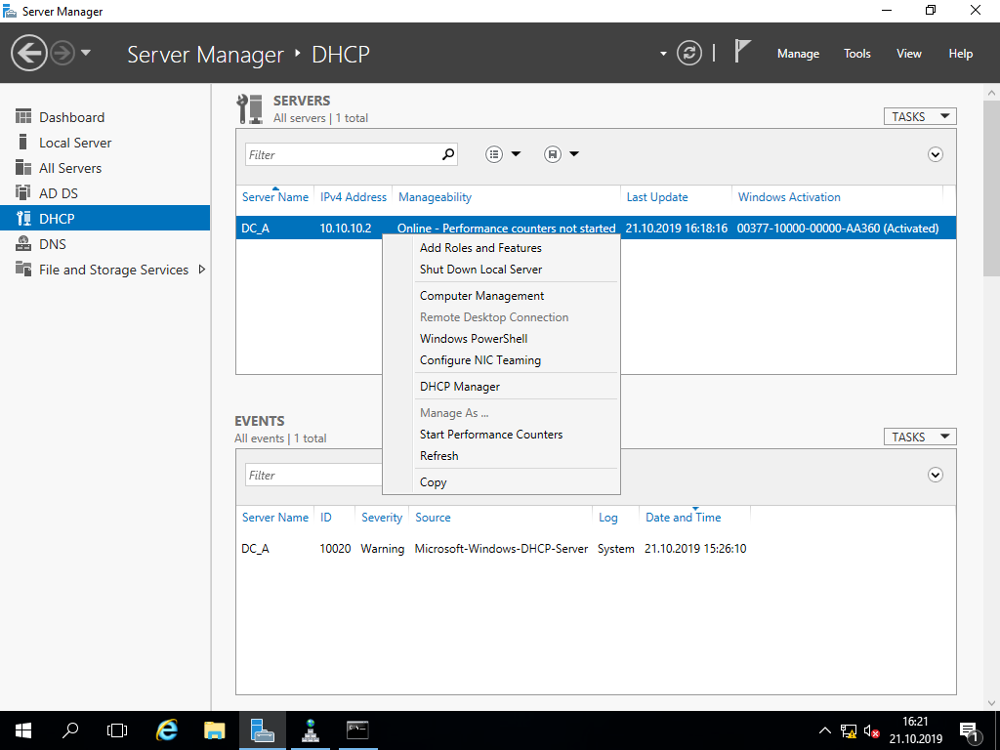 Server Manager
Server Manager ‣ DHCP
Manage Tools View Help
Dashboard
Local Server
All Servers
AD DS
DHCP
DNS
File and Storage Services
SERVERS
All servers | 1 total
TASKS
Filter
Server Name IPv4 Address Manageability Last Update Windows Activation
DC_A 10.10.10.2 Online - Performance counters not started 21.10.2019 16:18:16 00377-10000-00000-AA360 (Activated)
Add Roles and Features
Shut Down Local Server
Computer Management
Remote Desktop Connection
Windows PowerShell
Configure NIC Teaming
DHCP Manager
Manage As ...
Start Performance Counters
Refresh
Copy
EVENTS
All events | 1 total
TASKS
Filter
Server Name ID Severity Source Log Date and Time
DC_A 10020 Warning Microsoft-Windows-DHCP-Server System 21.10.2019 15:26:10
16:21
21.10.2019
1